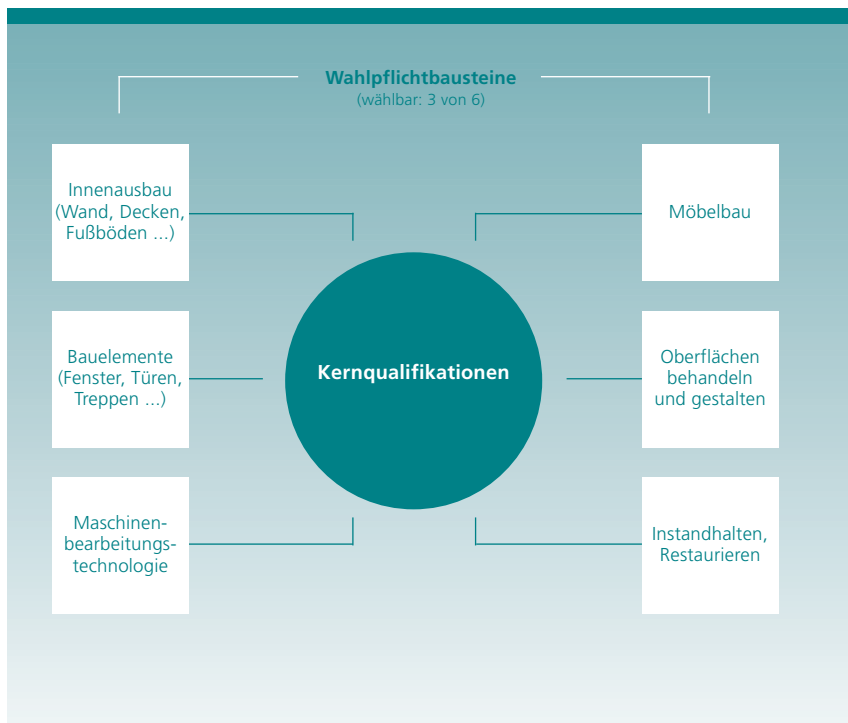 Wahlpflichtbausteine
(wählbar: 3 von 6)
Innenausbau
(Wand, Decken,
Fußböden ...)
Möbelbau
Bauelemente
(Fenster, Türen,
Treppen ...)
Kernqualifikationen
Oberflächen
behandeln
und gestalten
Maschinen-
bearbeitungs-
technologie
Instandhalten,
Restaurieren